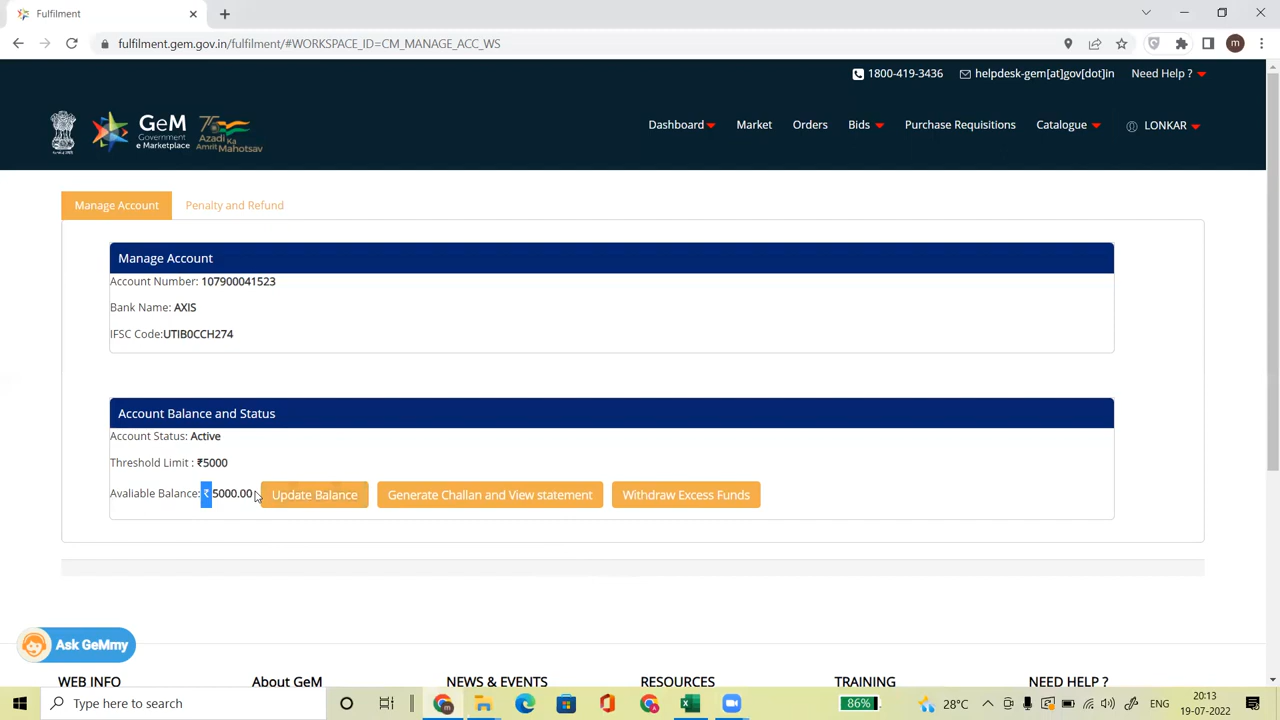 Fulfilment
fulfilment.gem.gov.in/fulfilment/#WORKSPACE_ID=CM_MANAGE_ACC_WS
m
1800-419-3436 helpdesk-gem[at]gov[dot]in Need Help ?
GeM
Government
e Marketplace
75
Azadi
Ka
Amrit Mahotsav
Dashboard Market Orders Bids Purchase Requisitions Catalogue LONKAR
Manage Account Penalty and Refund
Manage Account
Account Number: 107900041523
Bank Name: AXIS
IFSC Code:UTIB0CCH274
Account Balance and Status
Account Status: Active
Threshold Limit : ₹5000
Avaliable Balance: ₹ 5000.00 Update Balance Generate Challan and View statement Withdraw Excess Funds
Ask GeMmy
WEB INFO About GeM NEWS & EVENTS RESOURCES TRAINING NEED HELP ?
Type here to search
86%
28°C
ENG
20:13
19-07-2022